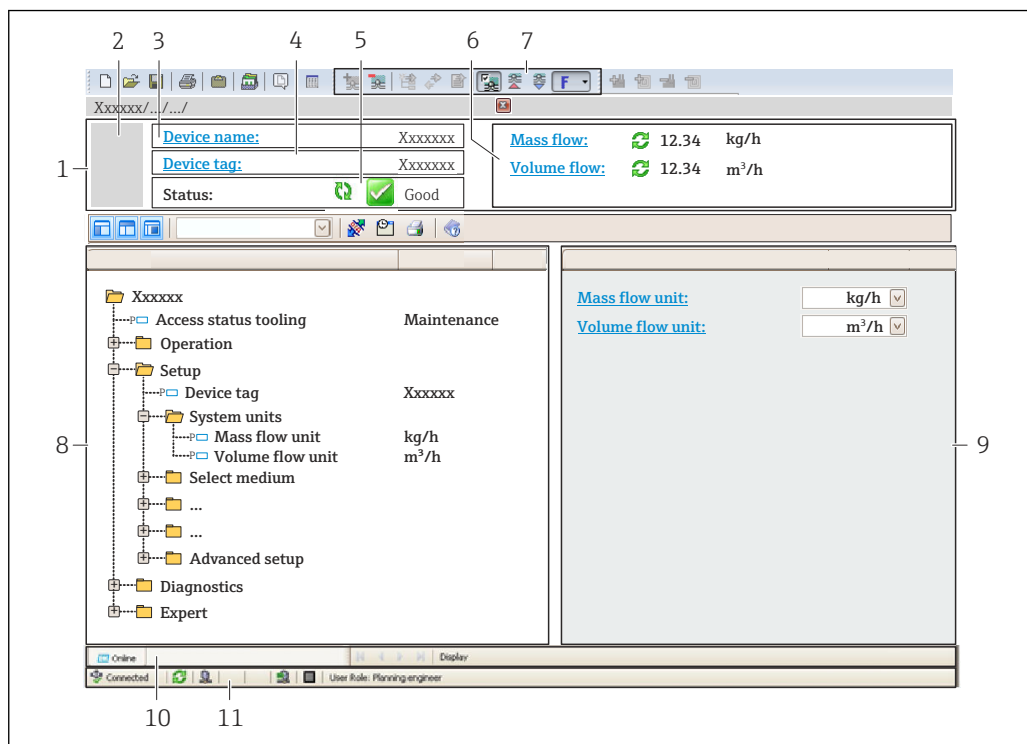 2 3 4 5 6 7
Xxxxxx/.../.../
1
Device name: Xxxxxxx
Device tag: Xxxxxxx
Status: Good
Mass flow: 12.34 kg/h
Volume flow: 12.34 m³/h
F
Xxxxxx
P Access status tooling Maintenance
Operation
Setup
P Device tag Xxxxxx
System units
P Mass flow unit kg/h
P Volume flow unit m³/h
Select medium
...
...
Advanced setup
Diagnostics
Expert
8
Mass flow unit: kg/h
Volume flow unit: m³/h
9
Online Display
Connected User Role: Planning engineer
10 11